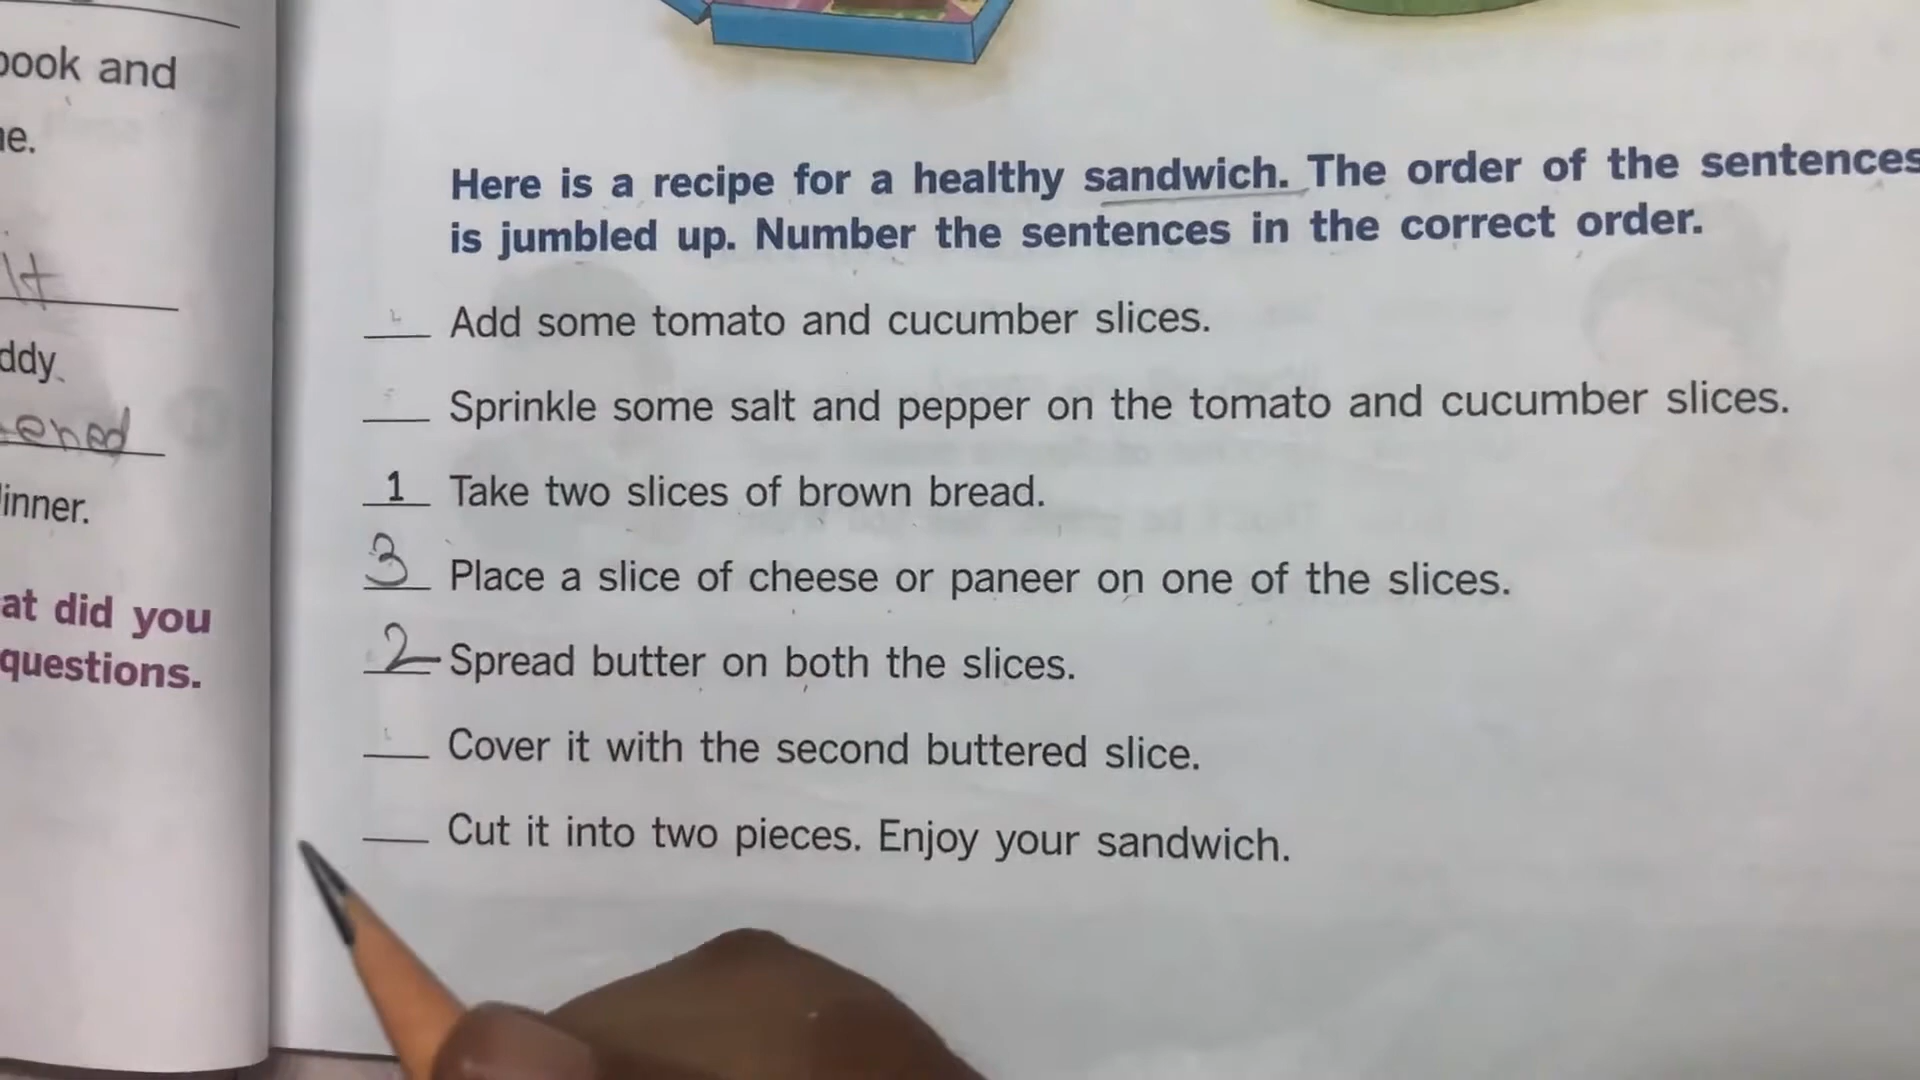 book and
It
ddy.
ened
inner.
at did you
questions.
Here is a recipe for a healthy sandwich. The order of the sentences
is jumbled up. Number the sentences in the correct order.
Add some tomato and cucumber slices.
Sprinkle some salt and pepper on the tomato and cucumber slices.
1 Take two slices of brown bread.
3 Place a slice of cheese or paneer on one of the slices.
2 Spread butter on both the slices.
Cover it with the second buttered slice.
Cut it into two pieces. Enjoy your sandwich.